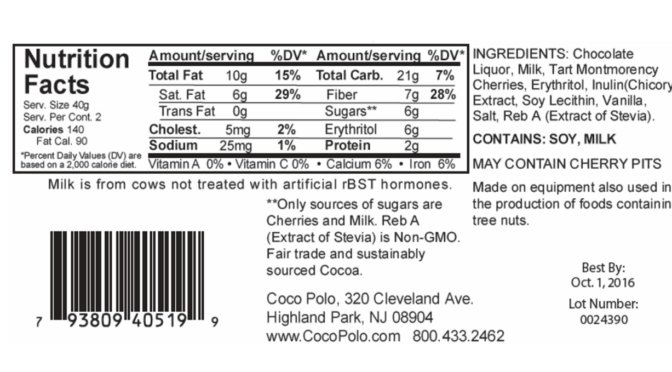 Nutrition
Facts
Serv. Size 40g
Serv. Per Cont. 2
Calories 140
Fat Cal. 90
*Percent Daily Values (DV) are
based on a 2,000 calorie diet.
Amount/serving %DV* Amount/serving %DV*
Total Fat 10g 15% Total Carb. 21g 7%
Sat. Fat 6g 29% Fiber 7g 28%
Trans Fat 0g Sugars** 6g
Cholest. 5mg 2% Erythritol 6g
Sodium 25mg 1% Protein 2g
Vitamin A 0% • Vitamin C 0% • Calcium 6% • Iron 6%
Milk is from cows not treated with artificial rBST hormones.
INGREDIENTS: Chocolate
Liquor, Milk, Tart Montmorency
Cherries, Erythritol, Inulin(Chicory
Extract, Soy Lecithin, Vanilla,
Salt, Reb A (Extract of Stevia).
CONTAINS: SOY, MILK
MAY CONTAIN CHERRY PITS
Made on equipment also used in
the production of foods containin
tree nuts.
**Only sources of sugars are
Cherries and Milk. Reb A
(Extract of Stevia) is Non-GMO.
Fair trade and sustainably
sourced Cocoa.
Coco Polo, 320 Cleveland Ave.
Highland Park, NJ 08904
www.CocoPolo.com 800.433.2462
7 93809 40519 9
Best By:
Oct. 1, 2016
Lot Number:
0024390